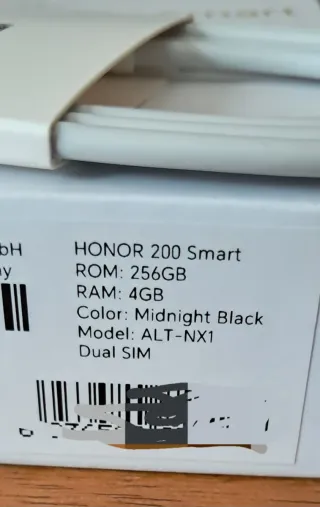 HONOR 200 Smart
ROM: 256GB
RAM: 4GB
Color: Midnight Black
Model: ALT-NX1
Dual SIM